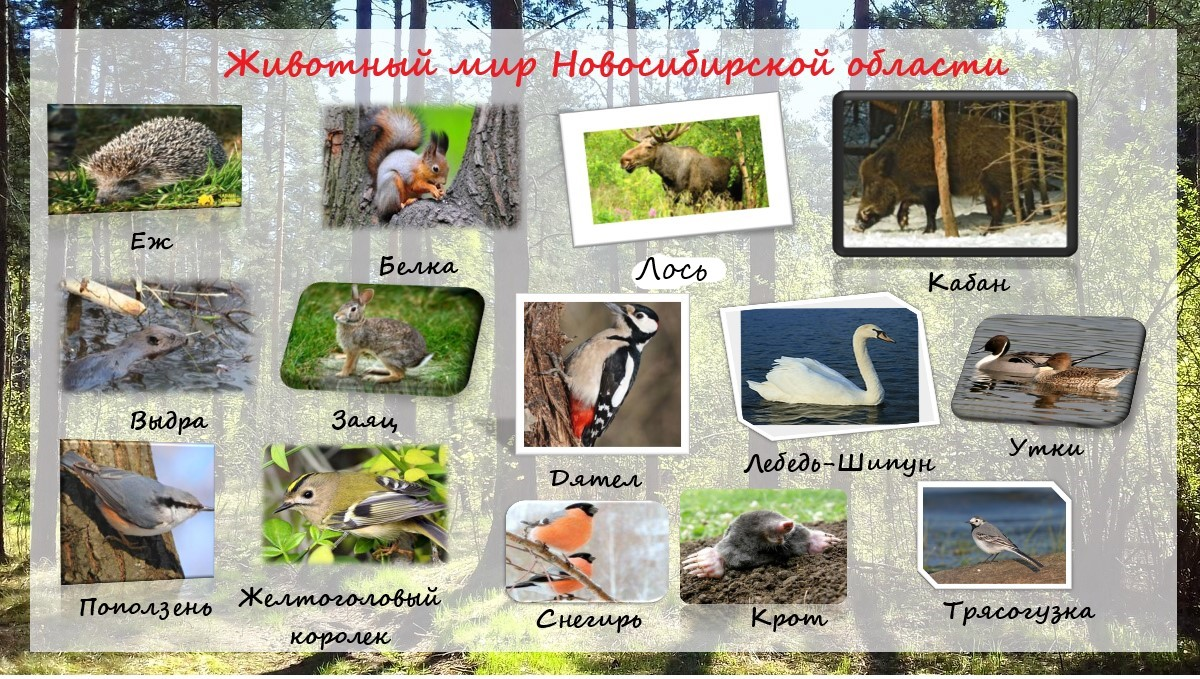 Животный мир Новосибирской области
Еж
Белка
Лось
Кабан
Выдра
Заяц
Дятел
Лебедь-Шипун
Утки
Поползень
Желтоголовый
королек
Снегирь
Крот
Трясогузка